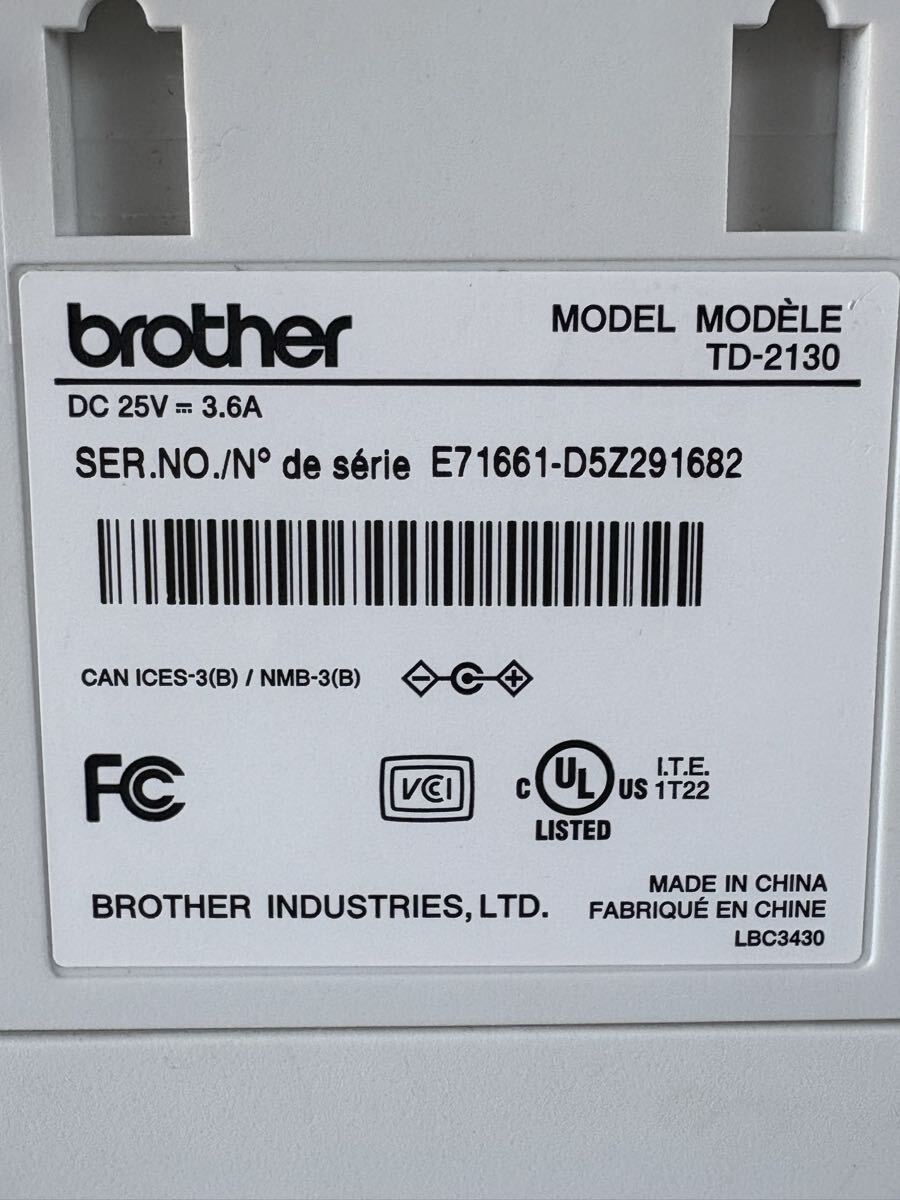 brother
MODEL MODÈLE
TD-2130
DC 25V ⎓ 3.6A
SER.NO./N° de série E71661-D5Z291682
CAN ICES-3(B) / NMB-3(B)
- C +
FC
VCI
C UL US I.T.E.
LISTED 1T22
BROTHER INDUSTRIES, LTD.
MADE IN CHINA
FABRIQUÉ EN CHINE
LBC3430